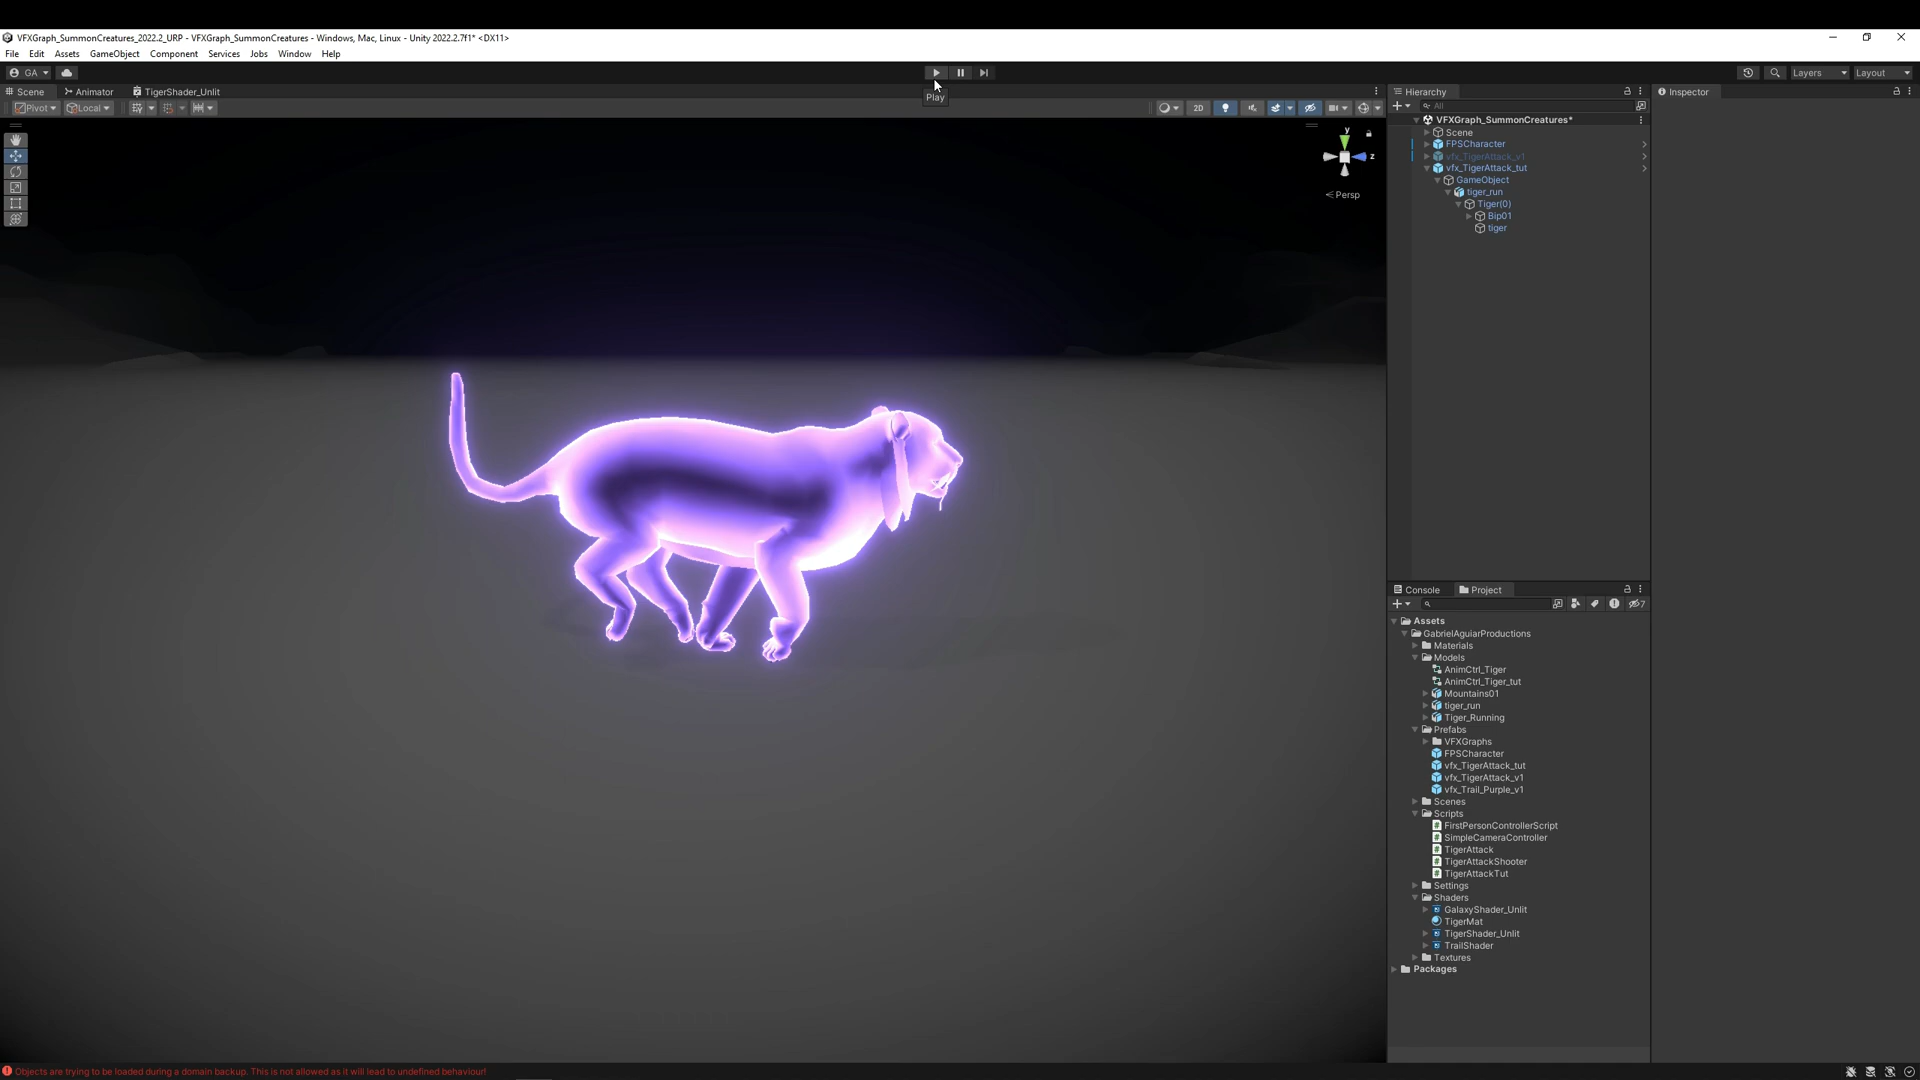 VFXGraph_SummonCreatures_2022.2_URP - VFXGraph_SummonCreatures - Windows, Mac, Linux - Unity 2022.2.7f1* <DX11>
File Edit Assets GameObject Component Services Jobs Window Help
GA
Layers
Layout
Scene
Animator
TigerShader_Unlit
Play
Pivot
Local
2D
y
z
Persp
Hierarchy
All
VFXGraph_SummonCreatures*
Scene
FPSCharacter
vfx_TigerAttack_v1
vfx_TigerAttack_tut
GameObject
tiger_run
Tiger(0)
Bip01
tiger
Inspector
Console
Project
7
Assets
GabrielAguiarProductions
Materials
Models
AnimCtrl_Tiger
AnimCtrl_Tiger_tut
Mountains01
tiger_run
Tiger_Running
Prefabs
VFXGraphs
FPSCharacter
vfx_TigerAttack_tut
vfx_TigerAttack_v1
vfx_Trail_Purple_v1
Scenes
Scripts
FirstPersonControllerScript
SimpleCameraController
TigerAttack
TigerAttackShooter
TigerAttackTut
Settings
Shaders
GalaxyShader_Unlit
TigerMat
TigerShader_Unlit
TrailShader
Textures
Packages
Objects are trying to be loaded during a domain backup. This is not allowed as it will lead to undefined behaviour!